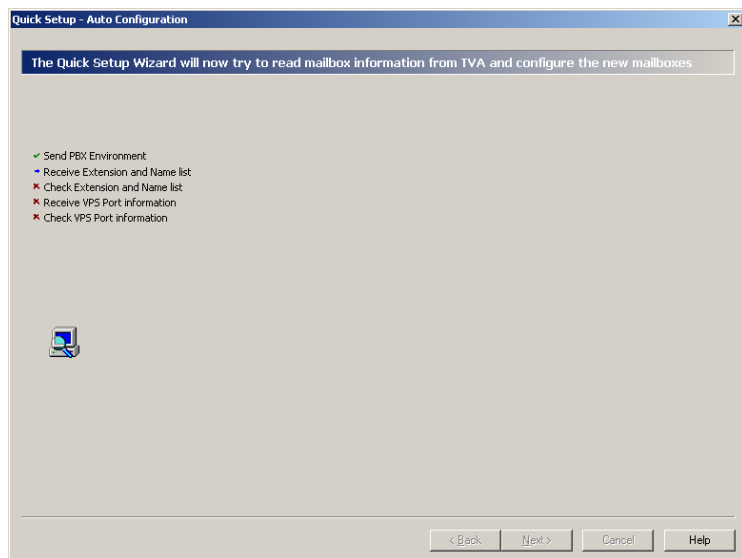 Quick Setup - Auto Configuration
The Quick Setup Wizard will now try to read mailbox information from TVA and configure the new mailboxes
Send PBX Environment
Receive Extension and Name list
Check Extension and Name list
Receive VPS Port information
Check VPS Port information
< Back Next > Cancel Help